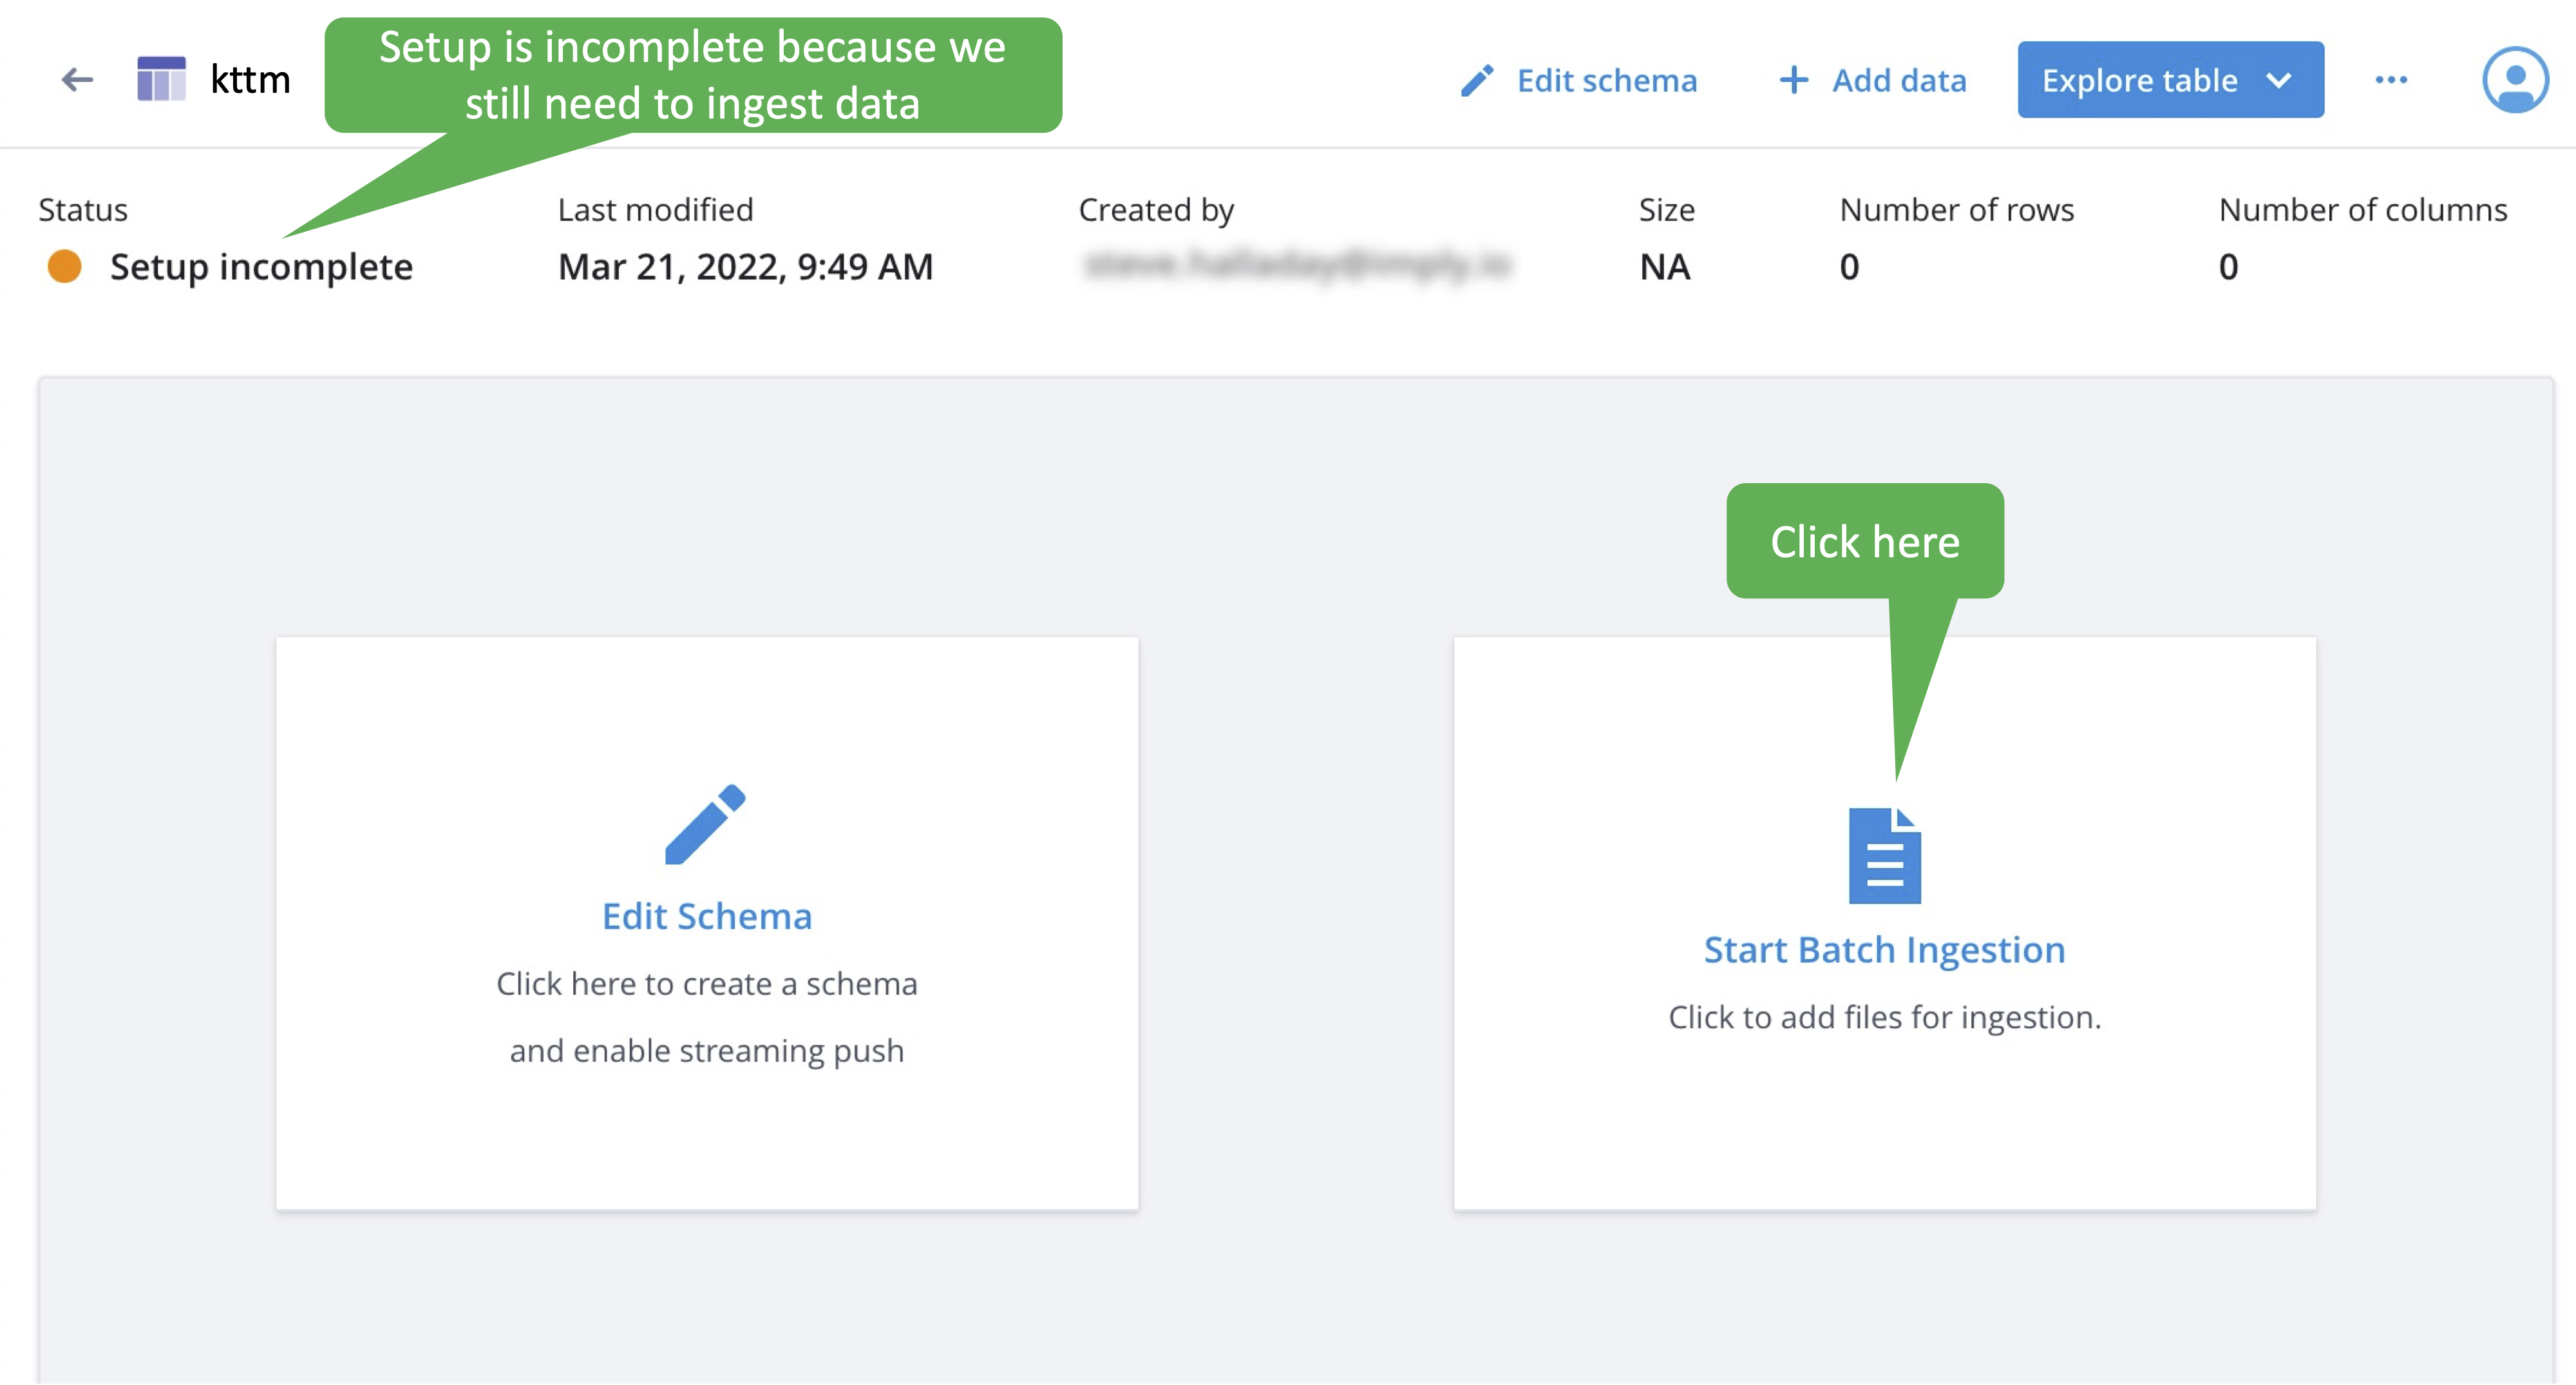 kttm
Setup is incomplete because we
still need to ingest data
Edit schema
Add data
Explore table
Status
Last modified
Created by
Size
Number of rows
Number of columns
Setup incomplete
Mar 21, 2022, 9:49 AM
NA
0
0
Click here
Edit Schema
Click here to create a schema
and enable streaming push
Start Batch Ingestion
Click to add files for ingestion.